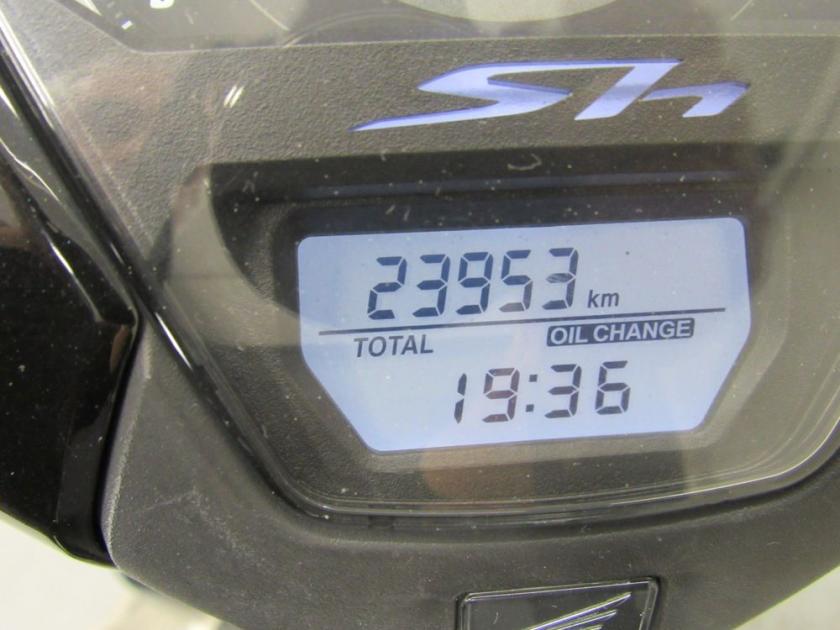 Sh
23953 km
TOTAL OIL CHANGE
19:36